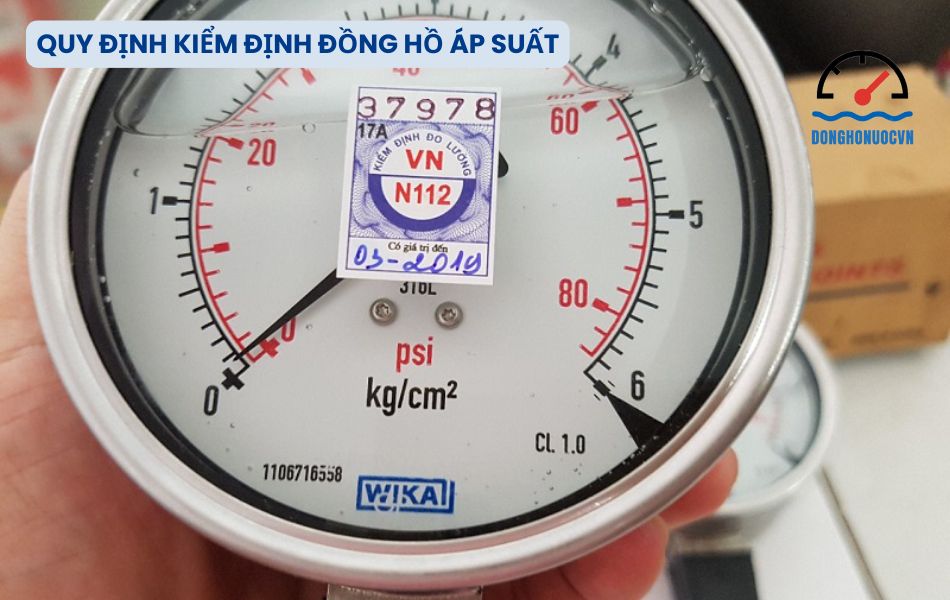 QUY ĐỊNH KIỂM ĐỊNH ĐỒNG HỒ ÁP SUẤT
DONGHONUOCVN
40
4
37978
17A
KIỂM ĐỊNH ĐO LƯỜNG
VN
N112
Có giá trị đến
03-2019
60
20
1
5
316L
80
0
psi
0
kg/cm²
6
CL 1.0
1106716558
WIKAI